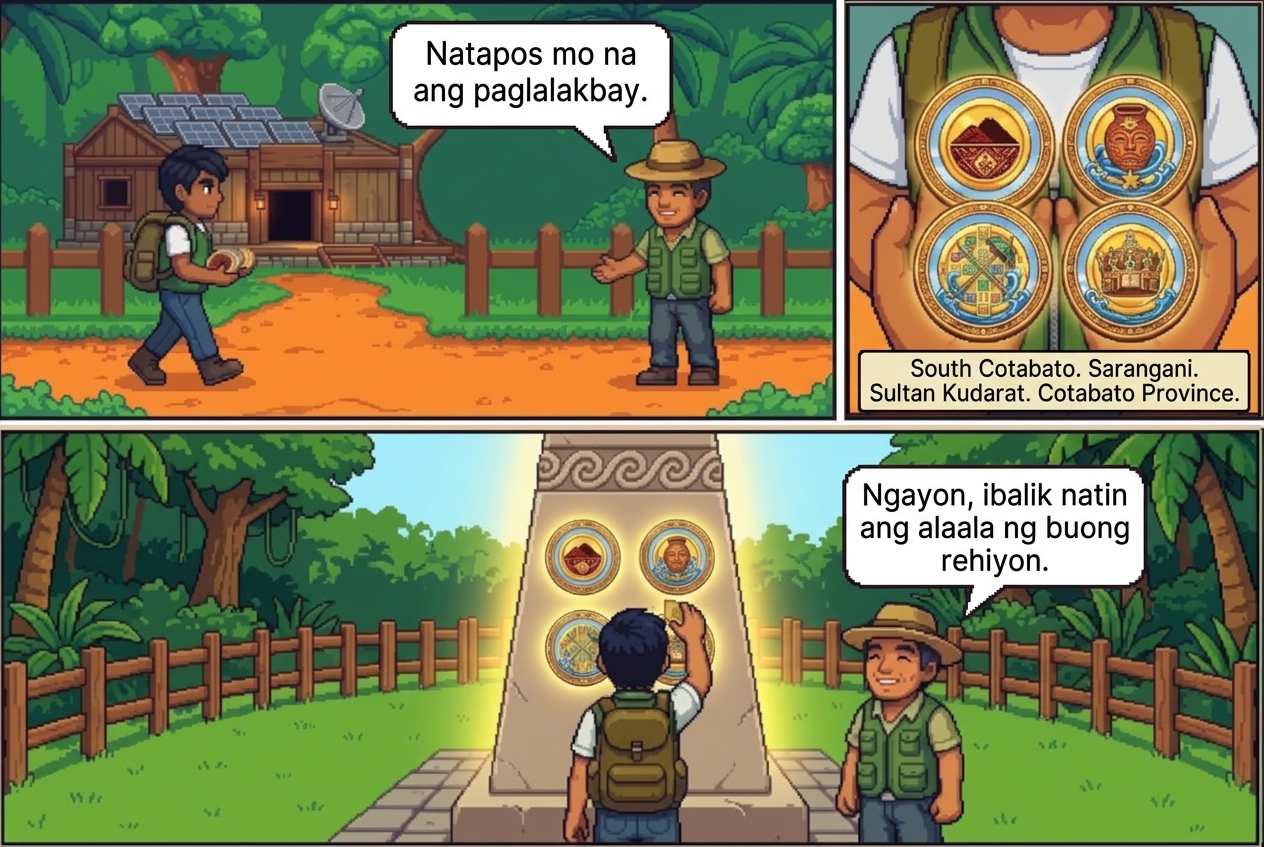 Natapos mo na
ang paglalakbay.
South Cotabato. Sarangani.
Sultan Kudarat. Cotabato Province.
Ngayon, ibalik natin
ang alaala ng buong
rehiyon.